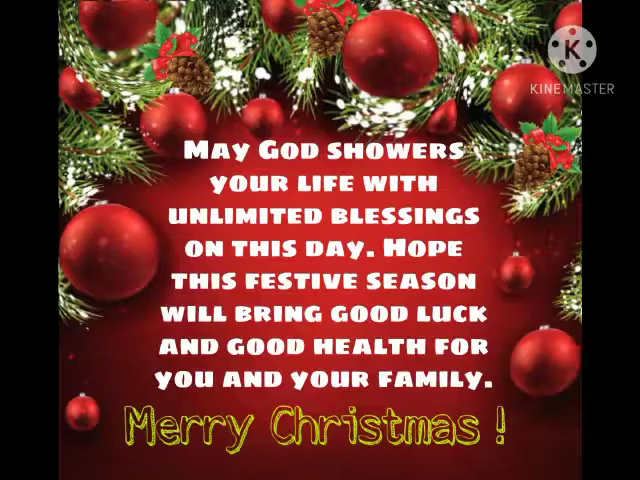 KINEMASTER
May God showers
your life with
unlimited blessings
on this day. Hope
this festive season
will bring good luck
and good health for
you and your family.
Merry Christmas !